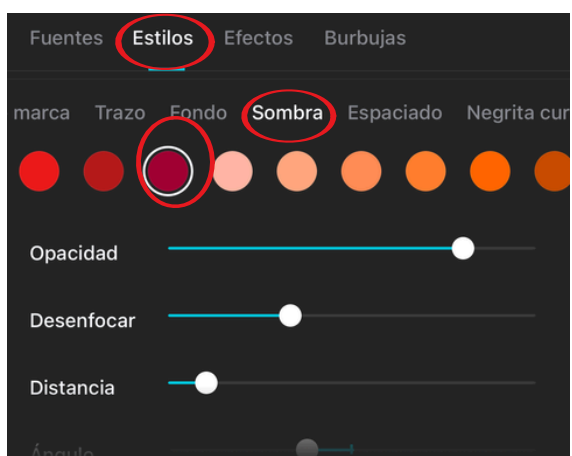 Fuentes Estilos Efectos Burbujas
marca Trazo Fondo Sombra Espaciado Negrita cur
Opacidad
Desenfocar
Distancia
Ángulo